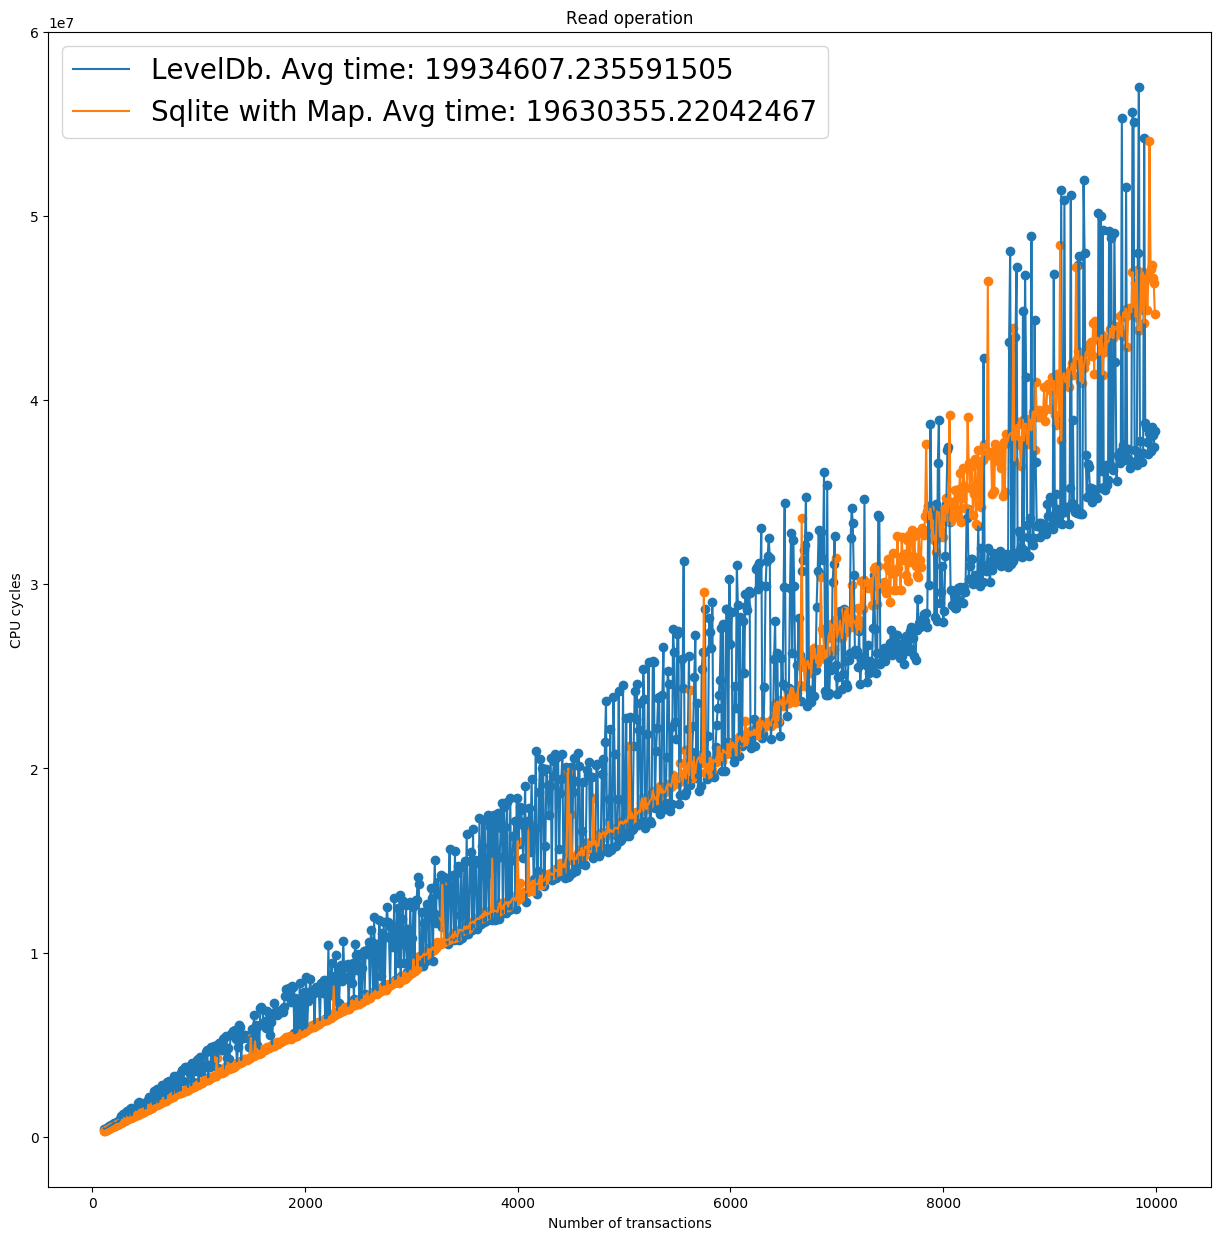 Read operation
1e7
LevelDb. Avg time: 19934607.235591505
Sqlite with Map. Avg time: 19630355.22042467
6
5
4
3
2
1
0
CPU cycles
0 2000 4000 6000 8000 10000
Number of transactions